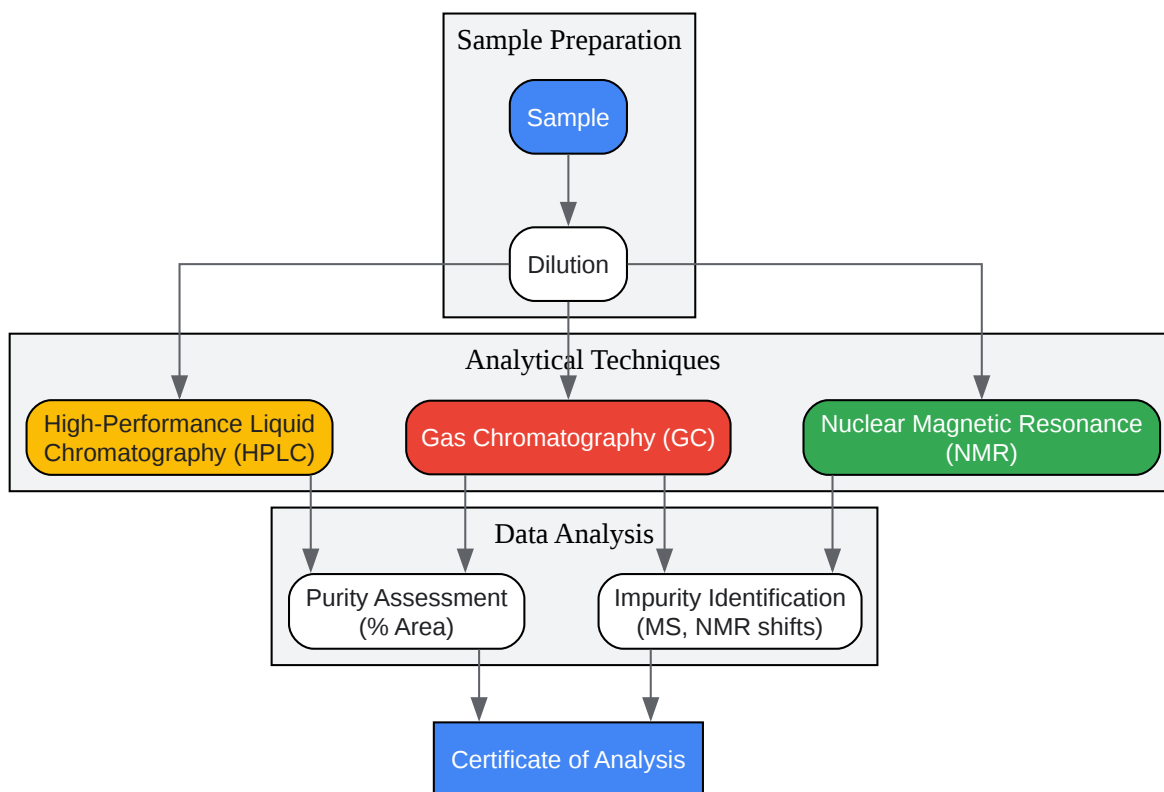 Sample Preparation
Sample
Dilution
Analytical Techniques
High-Performance Liquid
Chromatography (HPLC)
Gas Chromatography (GC)
Nuclear Magnetic Resonance
(NMR)
Data Analysis
Purity Assessment
(% Area)
Impurity Identification
(MS, NMR shifts)
Certificate of Analysis